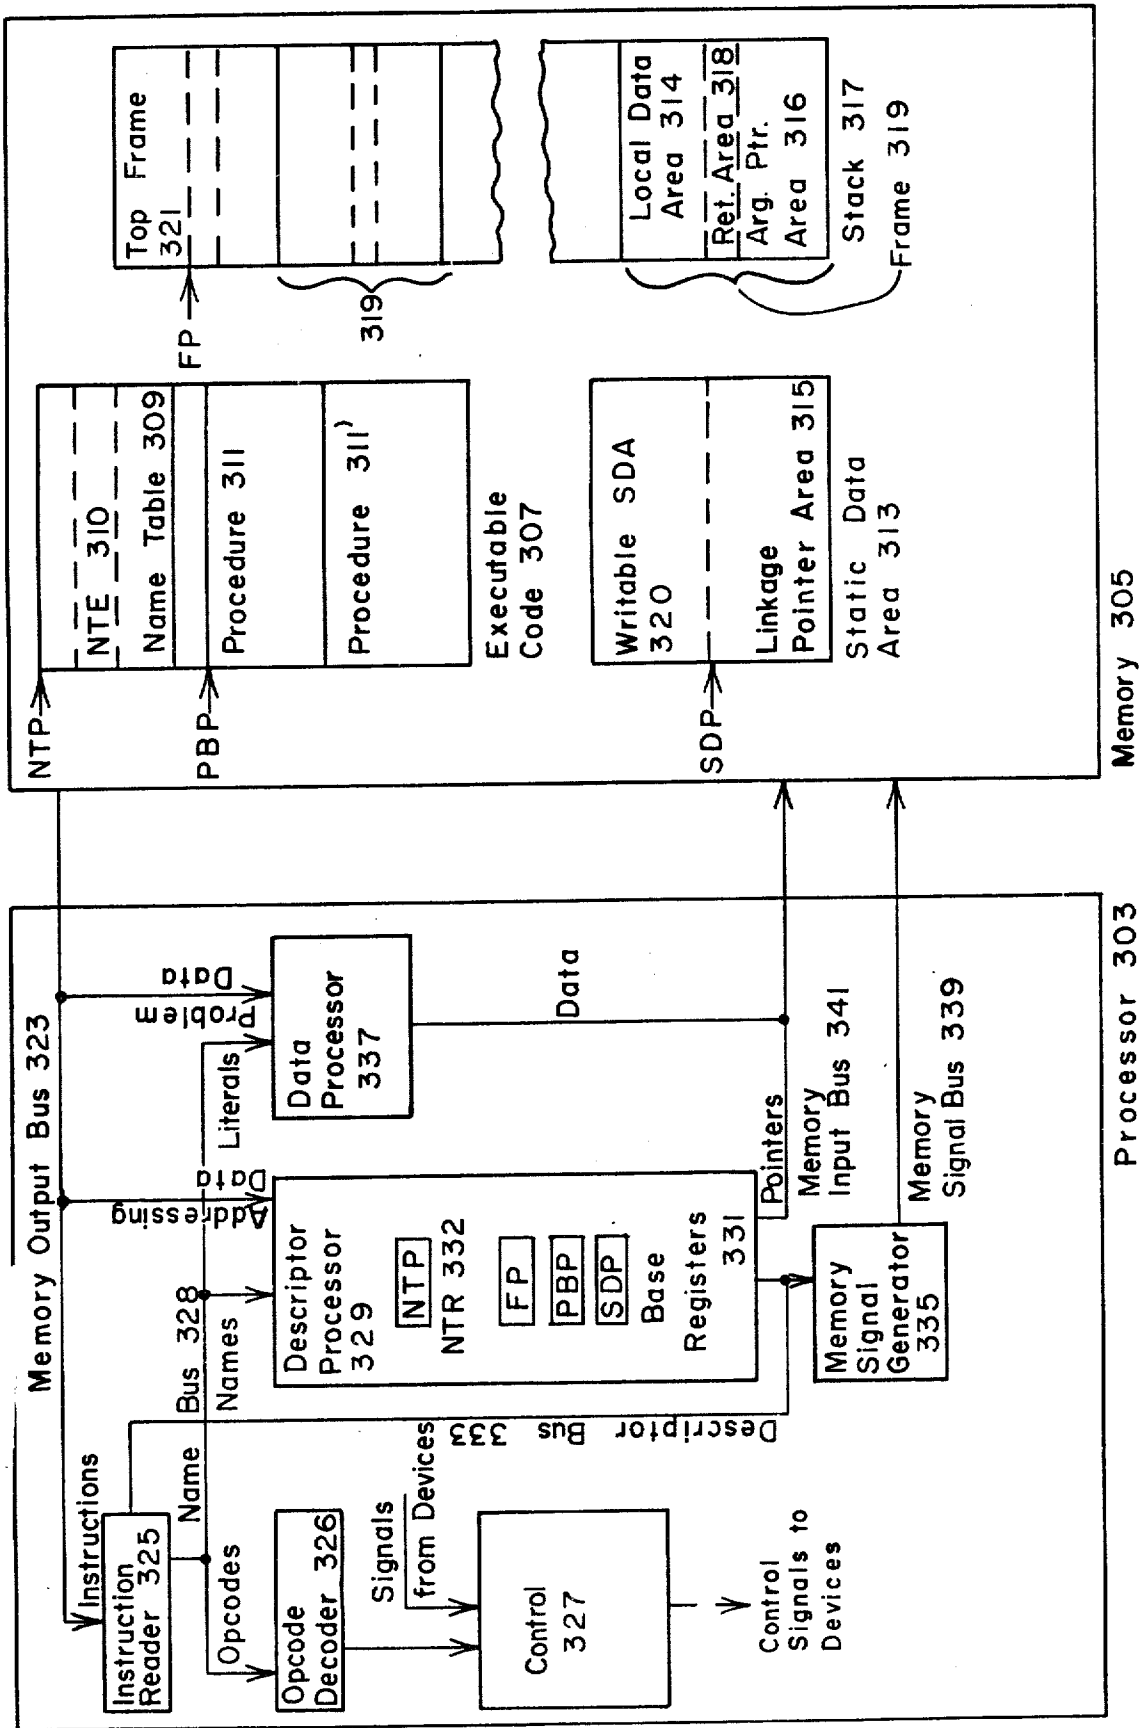 Memory Output Bus 323
Instructions
Instruction
Reader 325
Name Bus 328
Names
Opcodes
Opcode
Decoder 326
Signals
from Devices
Control
327
Control
Signals to
Devices
Descriptor Bus 333
Addressing
Data
Descriptor
Processor
329
NTP
NTR 332
FP
PBP
SDP
Base
Registers
331
Literals
Problem
Data
Data
Processor
337
Data
Pointers
Memory
Input Bus 341
Memory
Signal Bus 339
Memory
Signal
Generator
335
Processor 303
NTP
NTE 310
Name Table 309
PBP
Procedure 311
Procedure 311'
Executable
Code 307
SDP
Writable SDA
320
Linkage
Pointer Area 315
Static Data
Area 313
FP
Top Frame
321
319
Local Data
Area 314
Ret. Area 318
Arg. Ptr.
Area 316
Stack 317
Frame 319
Memory 305